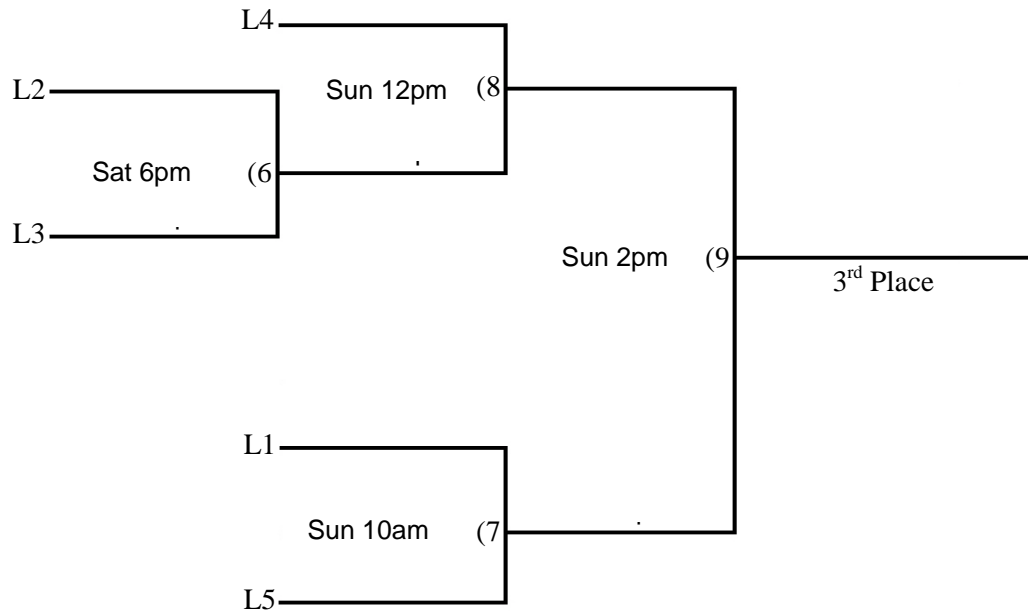 L4
L2
Sun 12pm (8
Sat 6pm (6
L3
Sun 2pm (9
3rd Place
L1
Sun 10am (7
L5